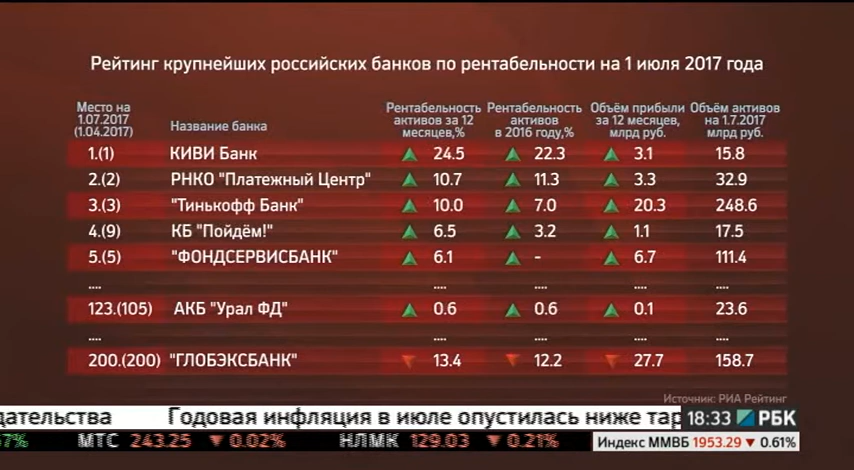 Рейтинг крупнейших российских банков по рентабельности на 1 июля 2017 года
Место на
1.07.2017
(1.04.2017)
Название банка
Рентабельность
активов за 12
месяцев,%
Рентабельность
активов
в 2016 году,%
Объём прибыли
за 12 месяцев,
млрд руб.
Объём активов
на 1.7.2017
млрд руб.
1.(1) КИВИ Банк 24.5 22.3 3.1 15.8
2.(2) РНКО "Платежный Центр" 10.7 11.3 3.3 32.9
3.(3) "Тинькофф Банк" 10.0 7.0 20.3 248.6
4.(9) КБ "Пойдём!" 6.5 3.2 1.1 17.5
5.(5) "ФОНДСЕРВИСБАНК" 6.1 - 6.7 111.4
.... .... .... .... ....
123.(105) АКБ "Урал ФД" 0.6 0.6 0.1 23.6
.... .... .... .... ....
200.(200) "ГЛОБЭКСБАНК" 13.4 12.2 27.7 158.7
Источник: РИА Рейтинг
дательства Годовая инфляция в июле опустилась ниже тар 18:33 РБК
7% МТС 243.25 0.02% НЛМК 129.03 0.21% Индекс ММВБ 1953.29 0.61%